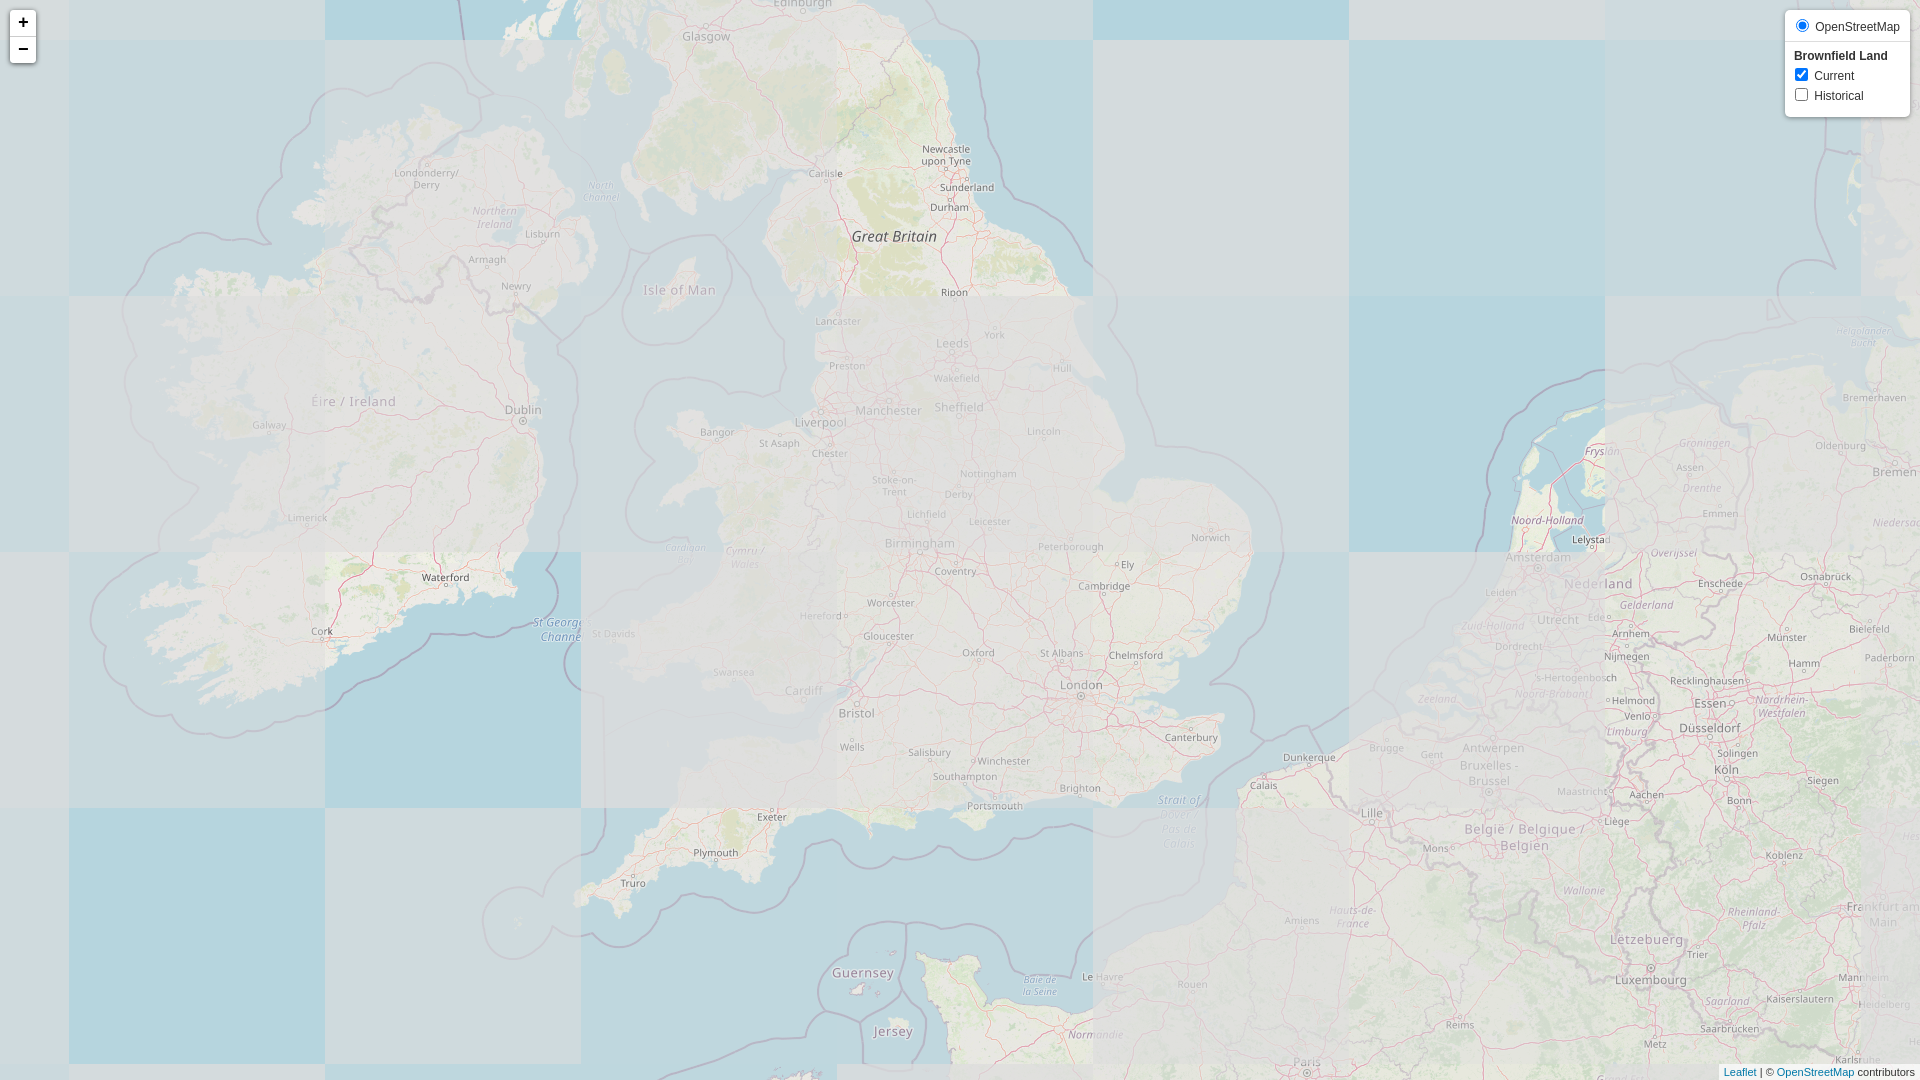 +
−
OpenStreetMap
Brownfield Land
Current
Historical
Edinburgh
Glasgow
Londonderry/
Derry
North
Channel
Northern
Ireland
Lisburn
Armagh
Newry
Carlisle
Newcastle
upon Tyne
Sunderland
Durham
Great Britain
Isle of Man
Ripon
Lancaster
York
Leeds
Preston
Hull
Wakefield
Manchester
Sheffield
Liverpool
Lincoln
Bangor
St Asaph
Chester
Éire / Ireland
Galway
Dublin
Limerick
Stoke-on-
Trent
Nottingham
Derby
Lichfield
Leicester
Birmingham
Peterborough
Norwich
Coventry
Ely
Cambridge
Cymru /
Wales
Cardigan
Waterford
Cork
St George
Channel
St Davids
Swansea
Cardiff
Hereford
Worcester
Gloucester
Oxford
St Albans
Chelmsford
London
Bristol
Wells
Salisbury
Winchester
Southampton
Portsmouth
Brighton
Canterbury
Strait of
Dover /
Pas de
Calais
Exeter
Plymouth
Truro
Guernsey
Jersey
Baie de
la Seine
Le Havre
Rouen
Normandie
Paris
Amiens
Hauts-de-
France
Reims
Dunkerque
Calais
Lille
Brugge
Gent
Antwerpen
Bruxelles -
Brussel
België / Belgique /
Belgien
Mons
Liège
Maastricht
Wallonie
Helgoländer
Bucht
Bremerhaven
Groningen
Oldenburg
Bremen
Fryslân
Assen
Drenthe
Emmen
Niedersac
Noord-Holland
Lelystad
Amsterdam
Overijssel
Nederland
Enschede
Osnabrück
Leiden
Gelderland
Utrecht
Ede
Zuid-Holland
Arnhem
Dordrecht
Nijmegen
Münster
Bielefeld
Hamm
Paderborn
's-Hertogenbosch
Noord-Brabant
Zeeland
Recklinghausen
Helmond
Essen
Nordrhein-
Westfalen
Venlo
Limburg
Düsseldorf
Solingen
Köln
Siegen
Aachen
Bonn
Koblenz
Rheinland-
Pfalz
Frankfurt am
Main
Lëtzebuerg
Trier
Luxembourg
Mannheim
Kaiserslautern
Heidelberg
Saarland
Saarbrücken
Metz
Karlsruhe
Leaflet | © OpenStreetMap contributors